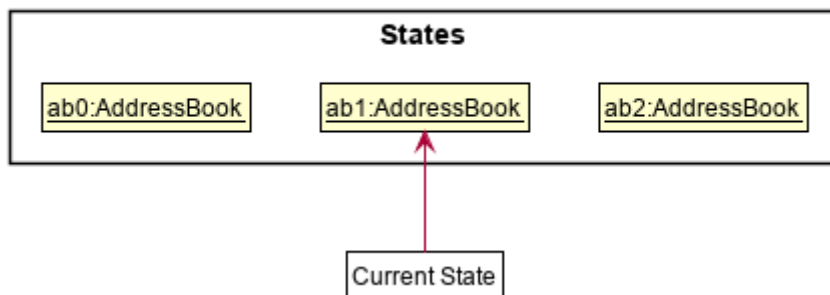 States
ab0:AddressBook
ab1:AddressBook
ab2:AddressBook
Current State